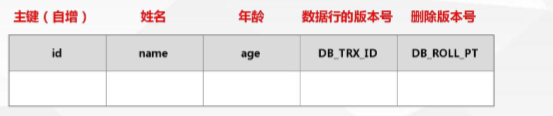 主键（自增） 姓名 年龄 数据行的版本号 删除版本号
id name age DB_TRX_ID DB_ROLL_PT